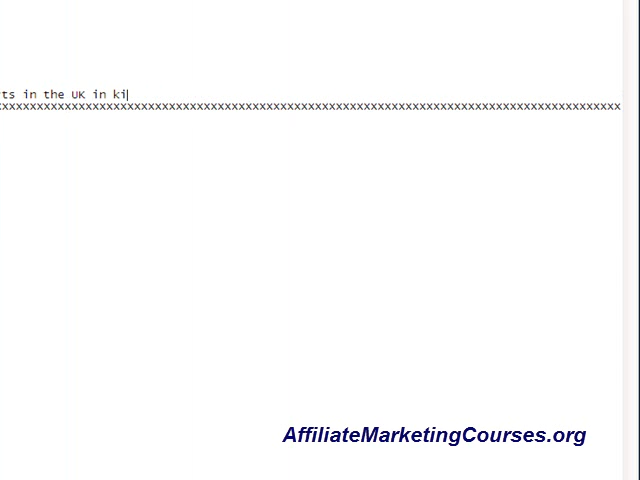 ts in the UK in ki
xxxxxxxxxxxxxxxxxxxxxxxxxxxxxxxxxxxxxxxxxxxxxxxxxxxxxxxxxxxxxxxxxxxxxxxxxxxxxxxxxxxxxxxxx
AffiliateMarketingCourses.org